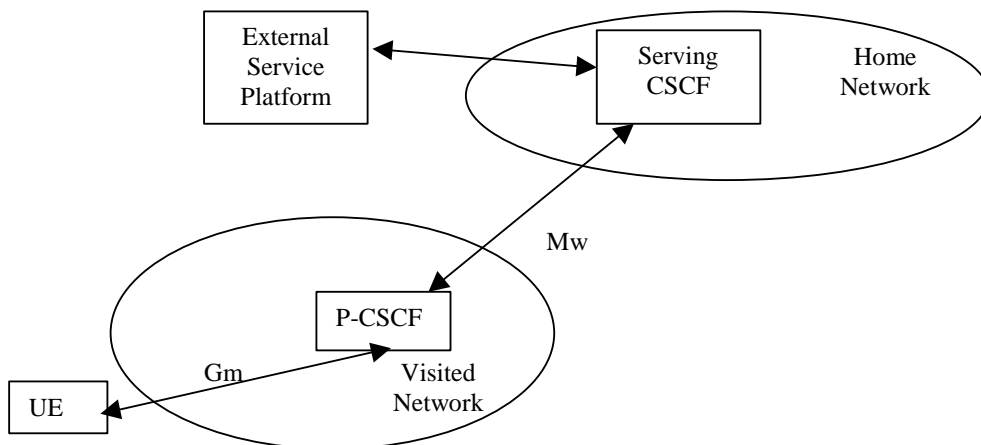 External
Service
Platform
Serving
CSCF
Home
Network
Mw
P-CSCF
Gm
Visited
Network
UE